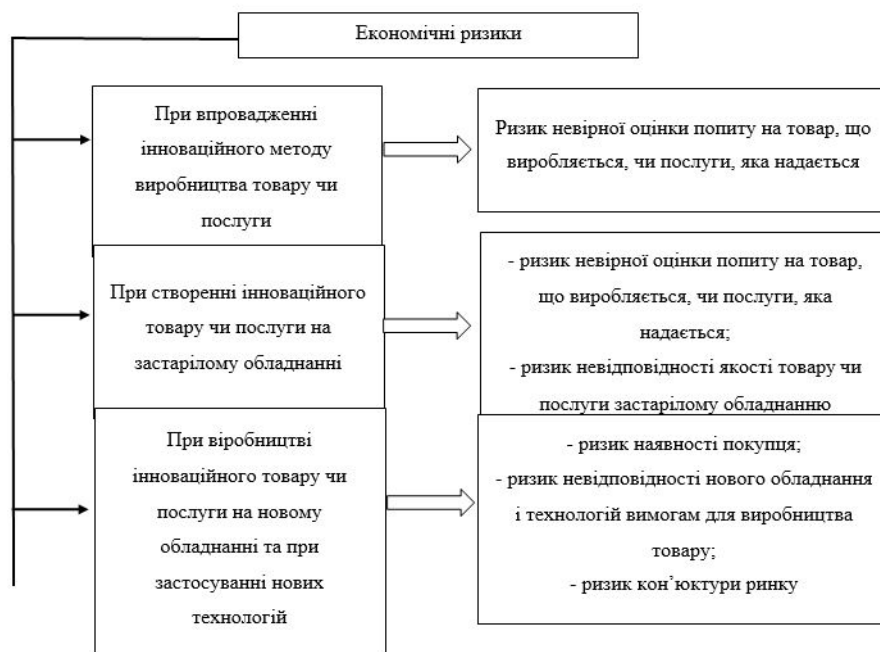 Економічні ризики
При впровадженні
інноваційного методу
виробництва товару чи
послуги
Ризик невірної оцінки попиту на товар, що
виробляється, чи послуги, яка надається
При створенні інноваційного
товару чи послуги на
застарілому обладнанні
- ризик невірної оцінки попиту на товар,
що виробляється, чи послуги, яка
надається;
- ризик невідповідності якості товару чи
послуги застарілому обладнанню
При віробництві
інноваційного товару чи
послуги на новому
обладнанні та при
застосуванні нових
технологій
- ризик наявності покупця;
- ризик невідповідності нового обладнання
і технологій вимогам для виробництва
товару;
- ризик кон’юктури ринку